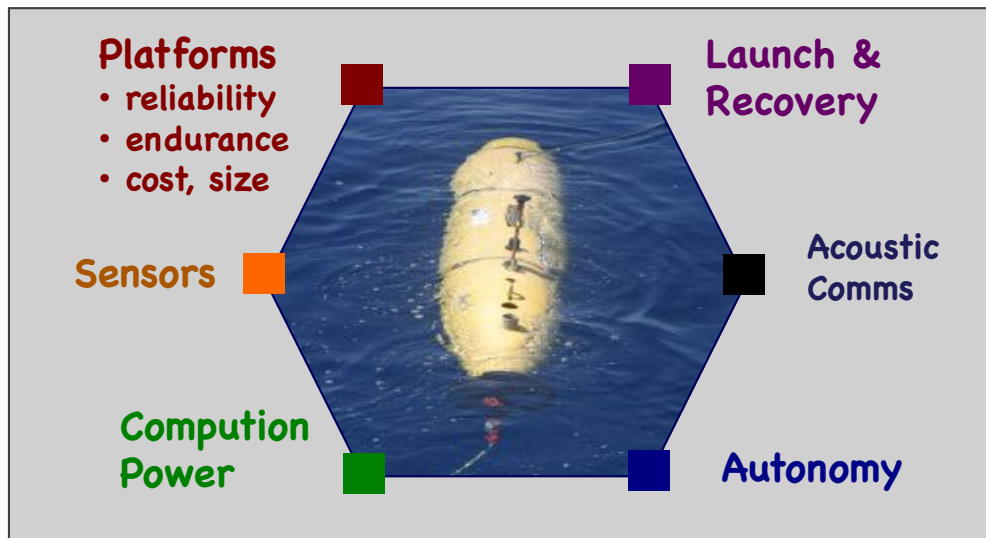 Platforms
• reliability
• endurance
• cost, size
Launch &
Recovery
Sensors
Acoustic
Comms
Compution
Power
Autonomy